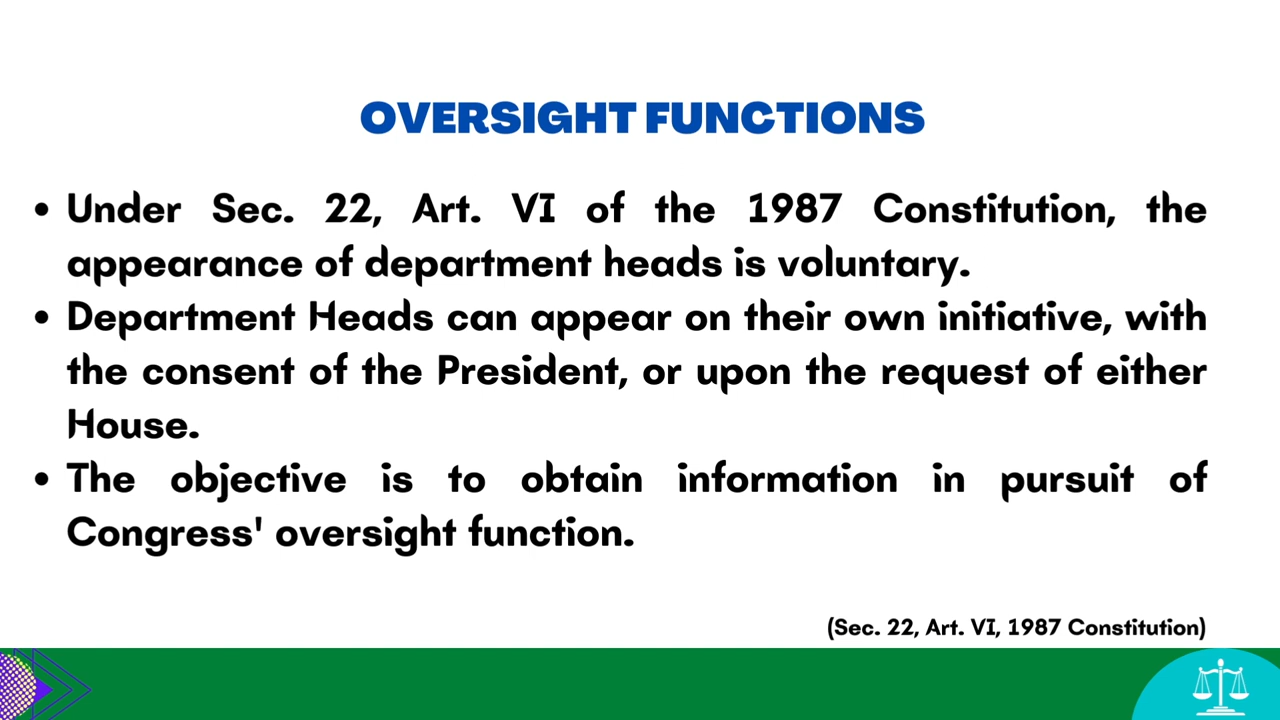 OVERSIGHT FUNCTIONS
• Under Sec. 22, Art. VI of the 1987 Constitution, the
appearance of department heads is voluntary.
• Department Heads can appear on their own initiative, with
the consent of the President, or upon the request of either
House.
• The objective is to obtain information in pursuit of
Congress' oversight function.
(Sec. 22, Art. VI, 1987 Constitution)